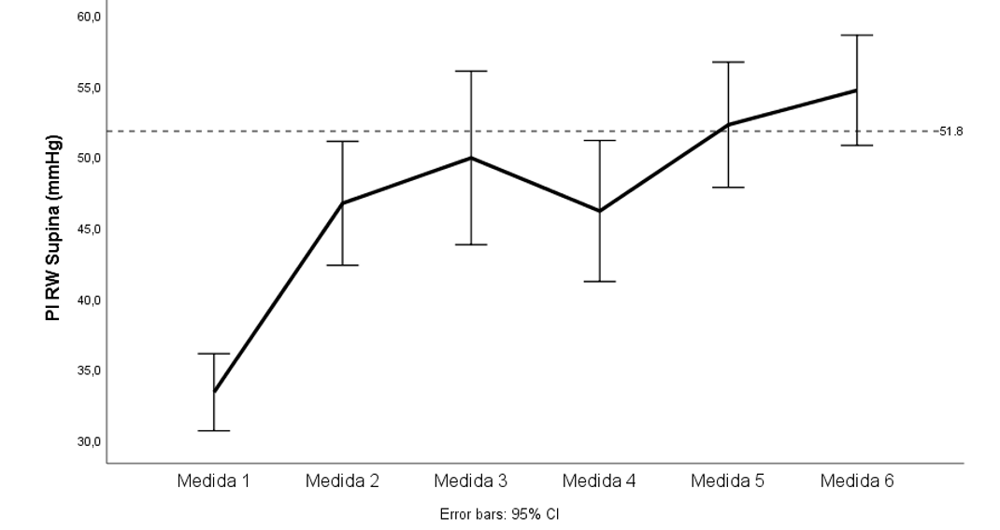 60,0
55,0
51.8
50,0
45,0
40,0
35,0
30,0
PI RW Supina (mmHg)
Medida 1 Medida 2 Medida 3 Medida 4 Medida 5 Medida 6
Error bars: 95% CI